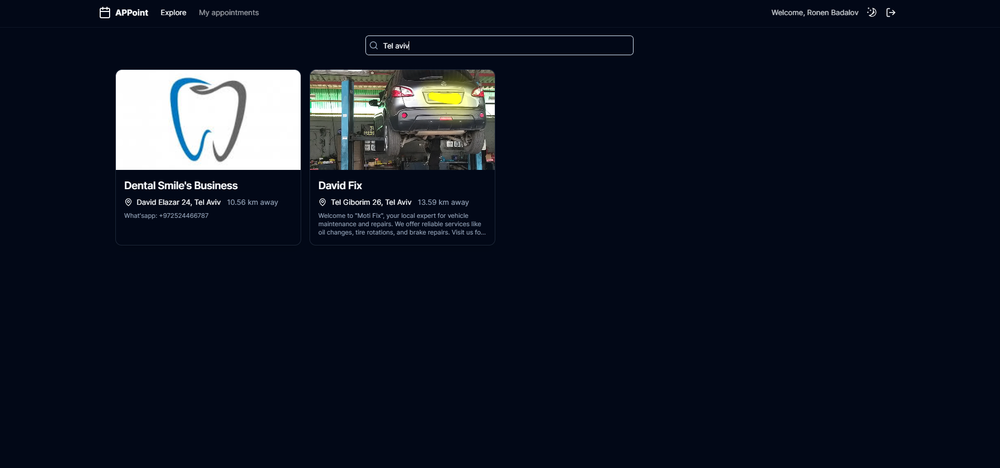 APPoint
Explore
My appointments
Welcome, Ronen Badalov
Tel aviv
Dental Smile's Business
David Elazar 24, Tel Aviv 10.56 km away
What'sapp: +972524466787
David Fix
Tel Giborim 26, Tel Aviv 13.59 km away
Welcome to "Moti Fix", your local expert for vehicle
maintenance and repairs. We offer reliable services like
oil changes, tire rotations, and brake repairs. Visit us fo...